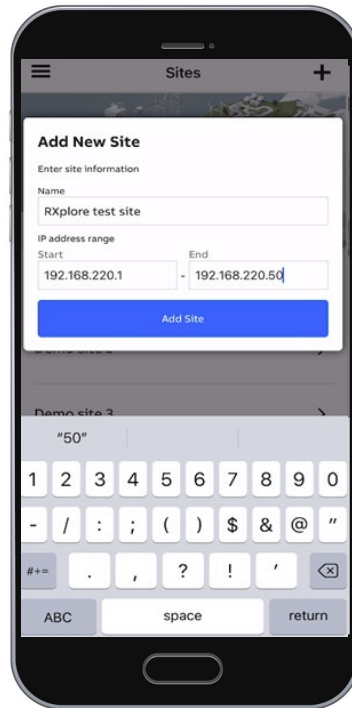 Sites +
Add New Site
Enter site information
Name
RXplore test site
IP address range
Start End
192.168.220.1 - 192.168.220.50
Add Site
Demo site 3
"50"
1 2 3 4 5 6 7 8 9 0
- / : ; ( ) $ & @ "
#+= . , ? ! '
ABC space return